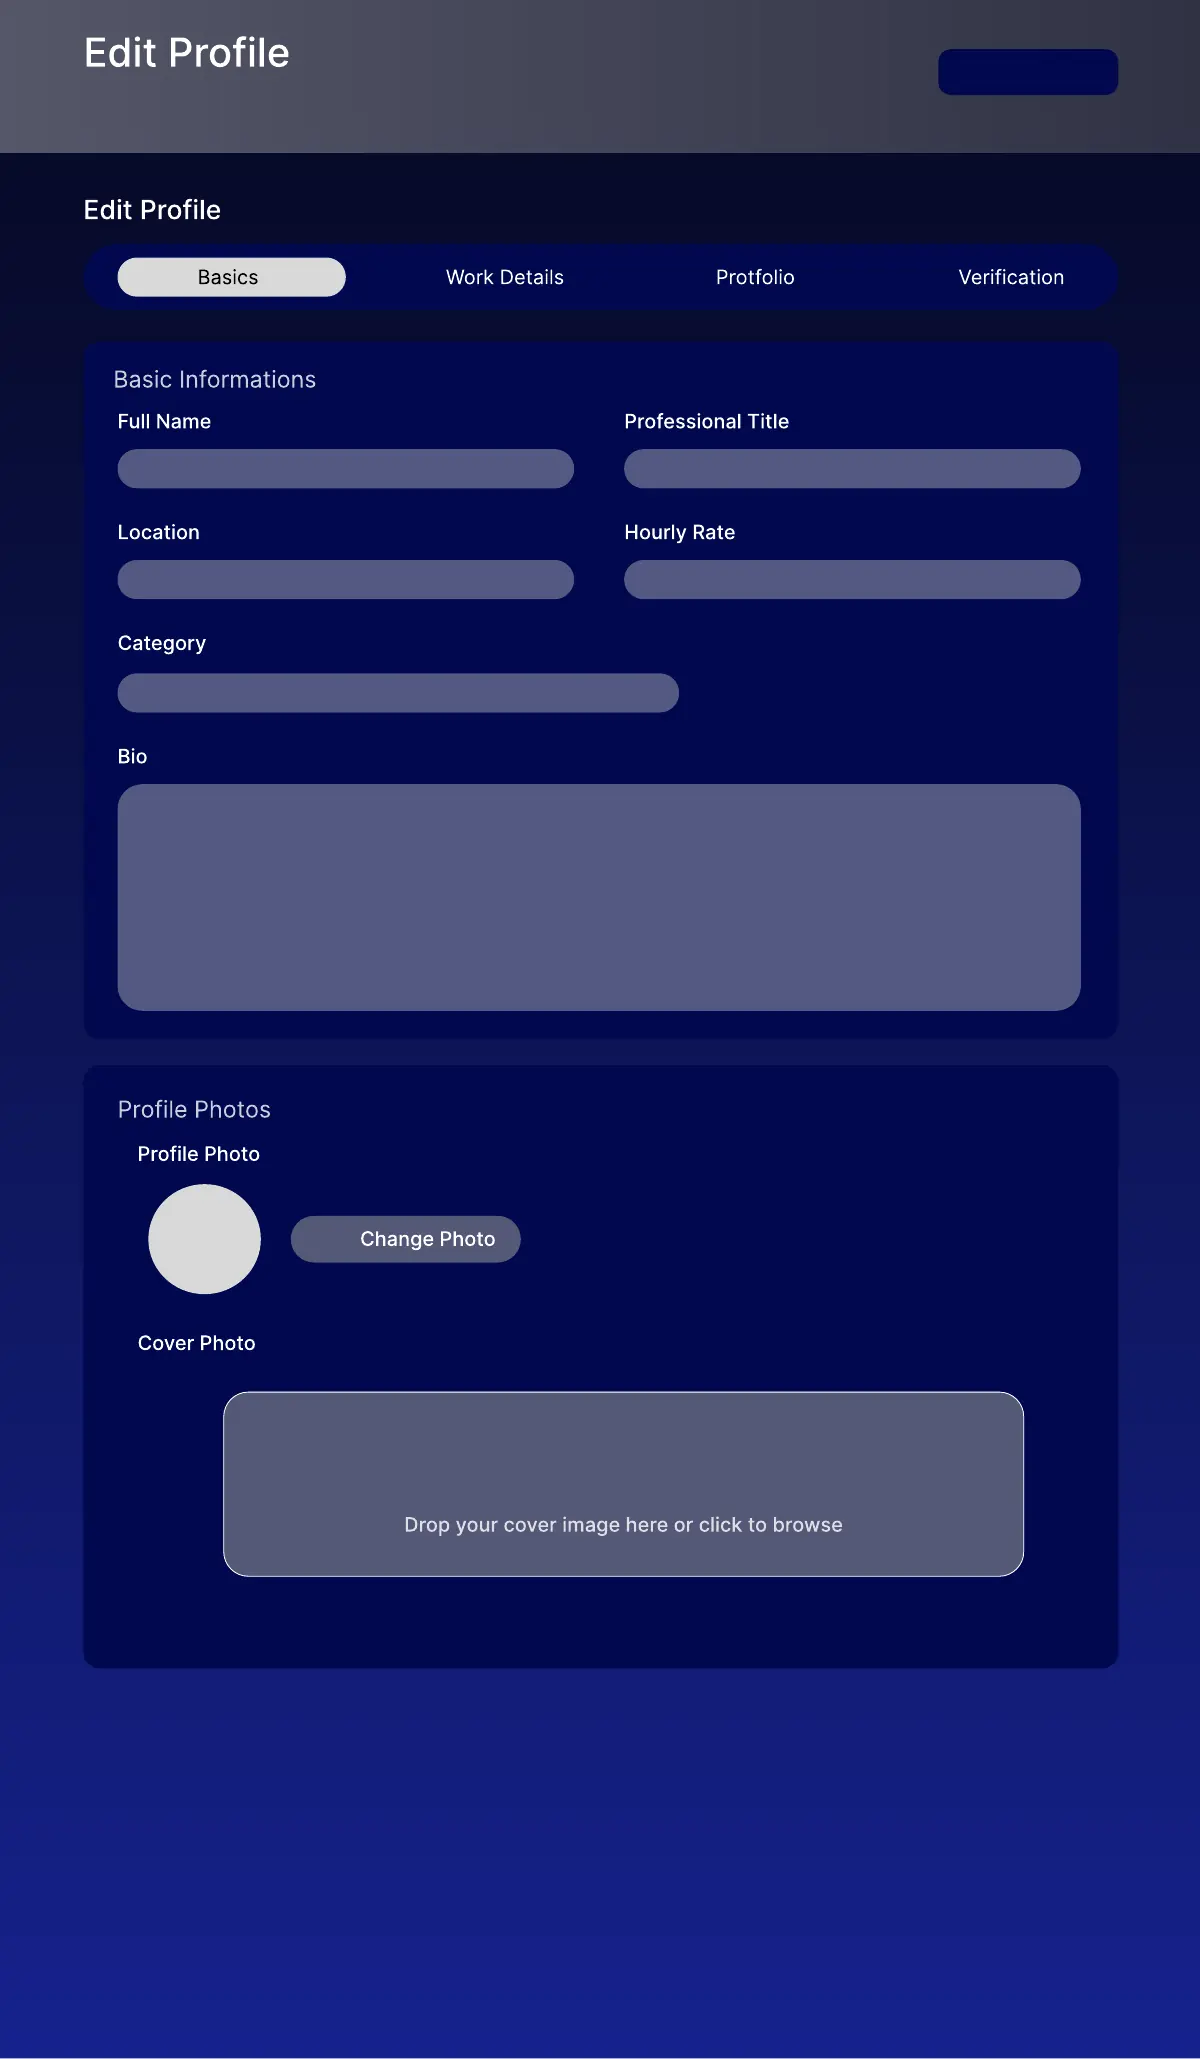 Edit Profile
Edit Profile
Basics
Work Details
Protfolio
Verification
Basic Informations
Full Name
Professional Title
Location
Hourly Rate
Category
Bio
Profile Photos
Profile Photo
Change Photo
Cover Photo
Drop your cover image here or click to browse